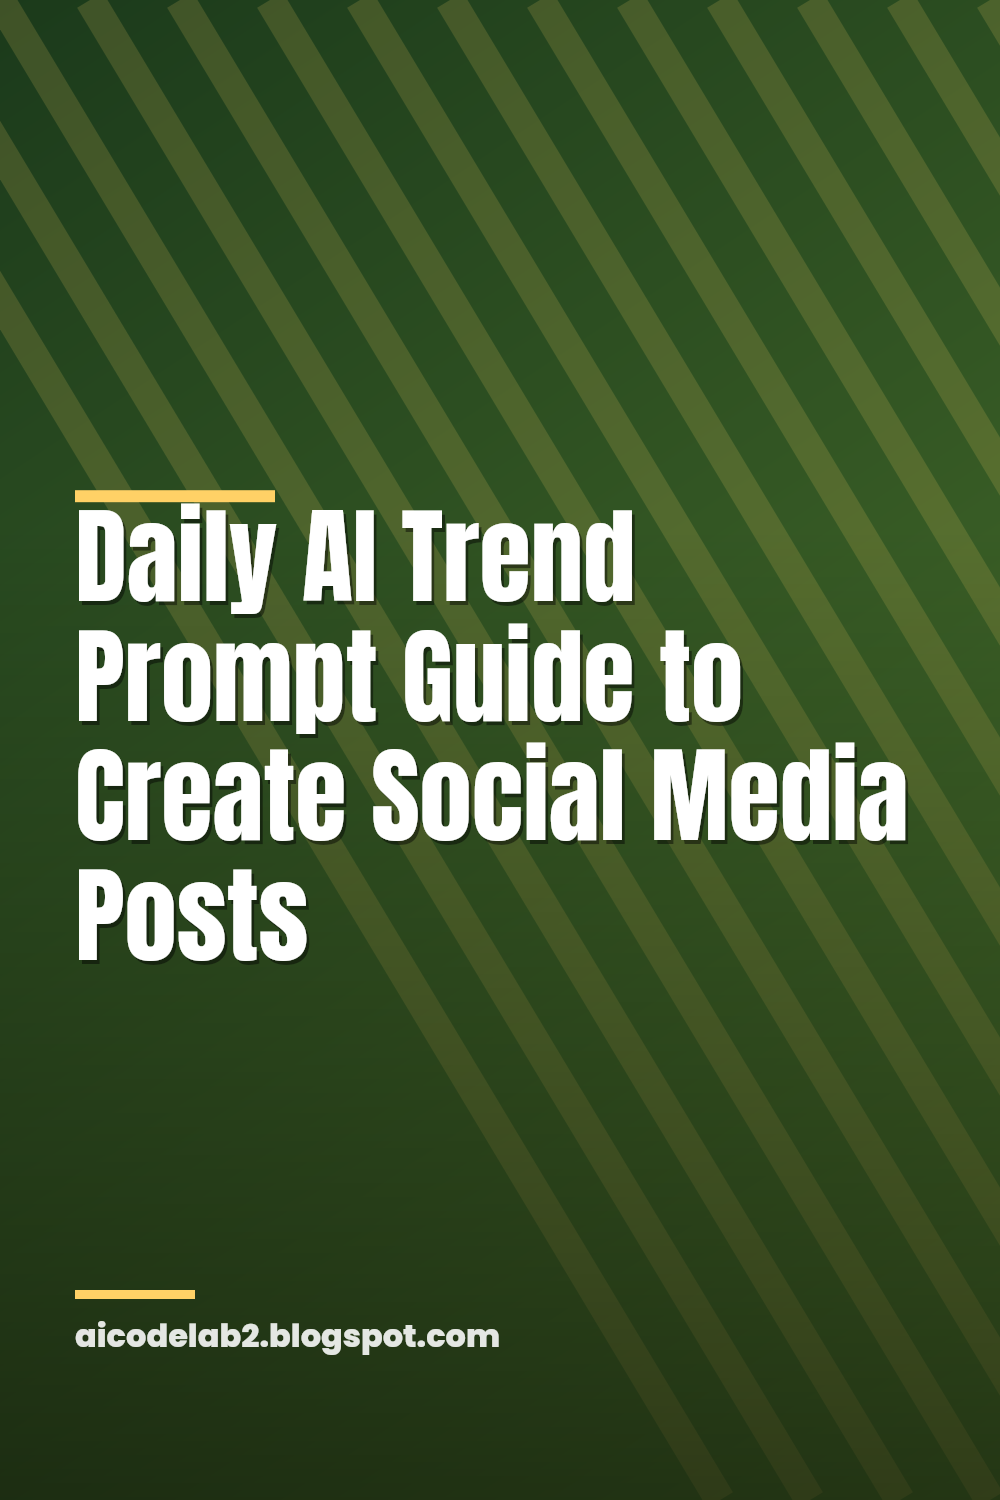 Daily AI Trend
Prompt Guide to
Create Social Media
Posts
aicodelab2.blogspot.com